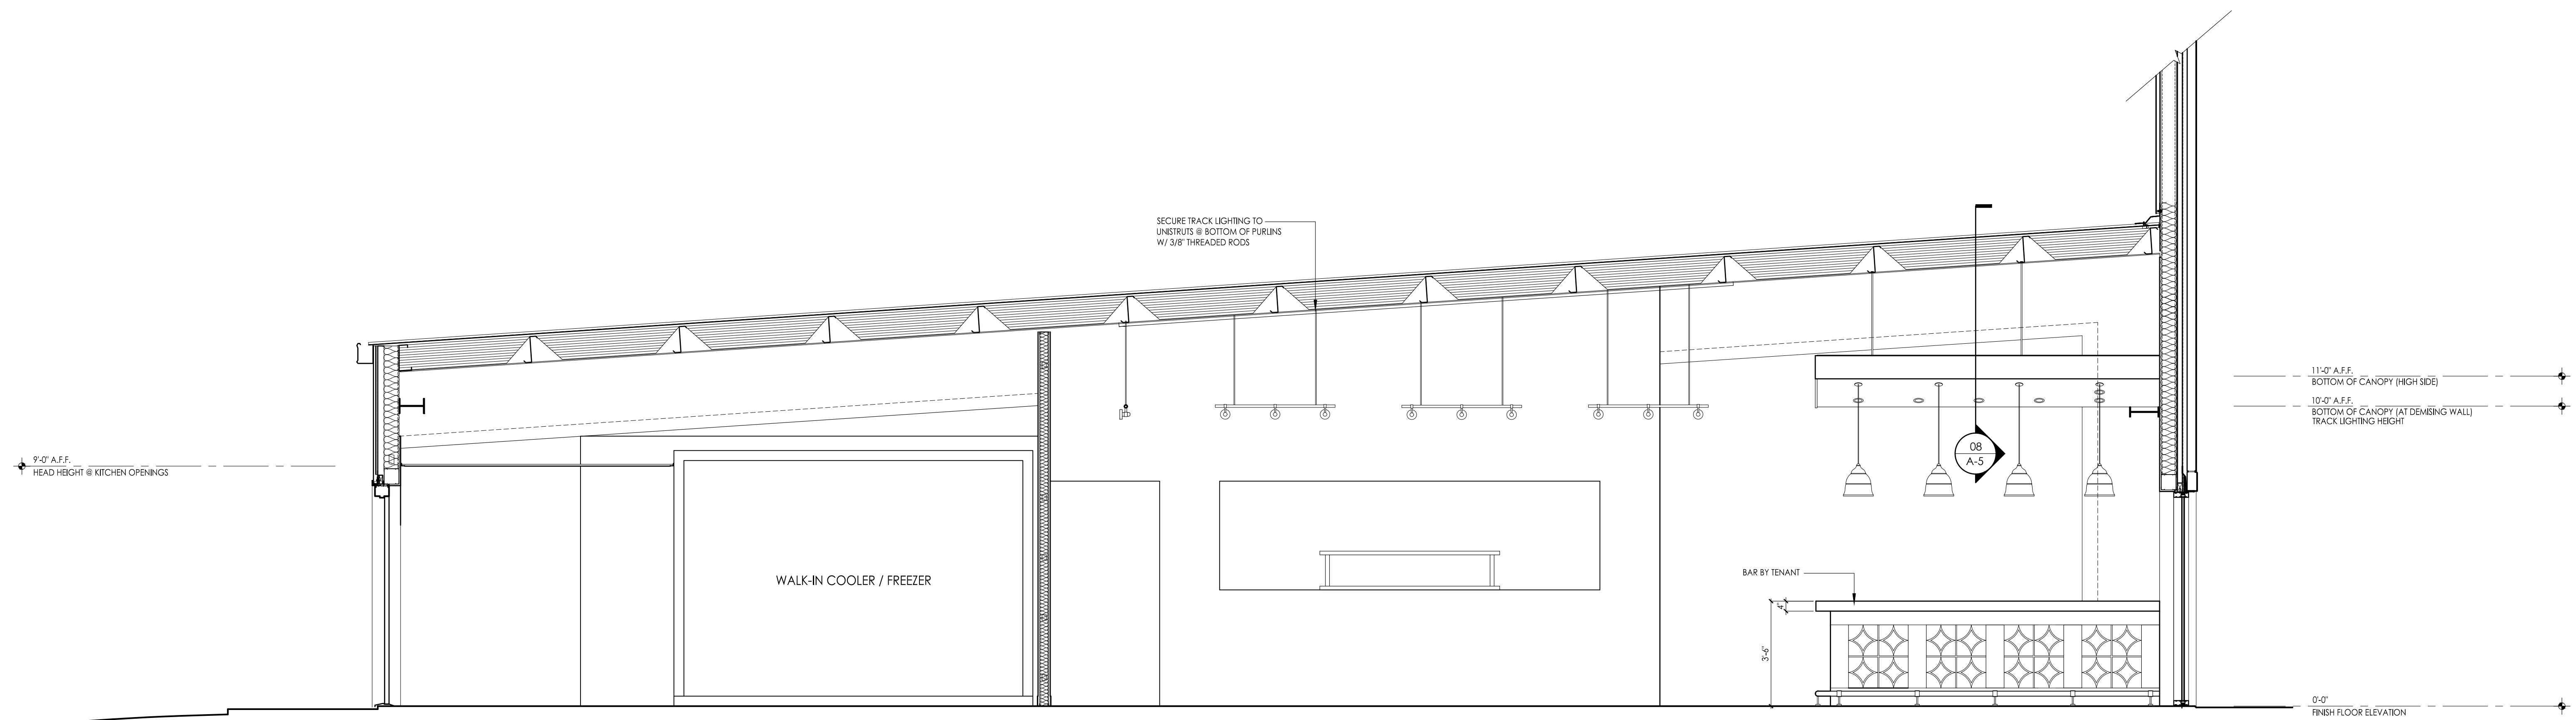 SECURE TRACK LIGHTING TO
UNISTRUTS @ BOTTOM OF PURLINS
W/ 3/8" THREADED RODS
11'-0" A.F.F.
BOTTOM OF CANOPY (HIGH SIDE)
10'-0" A.F.F.
BOTTOM OF CANOPY (AT DEMISING WALL)
TRACK LIGHTING HEIGHT
08
A-5
9'-0" A.F.F.
HEAD HEIGHT @ KITCHEN OPENINGS
WALK-IN COOLER / FREEZER
BAR BY TENANT
4"
3'-6"
0'-0"
FINISH FLOOR ELEVATION